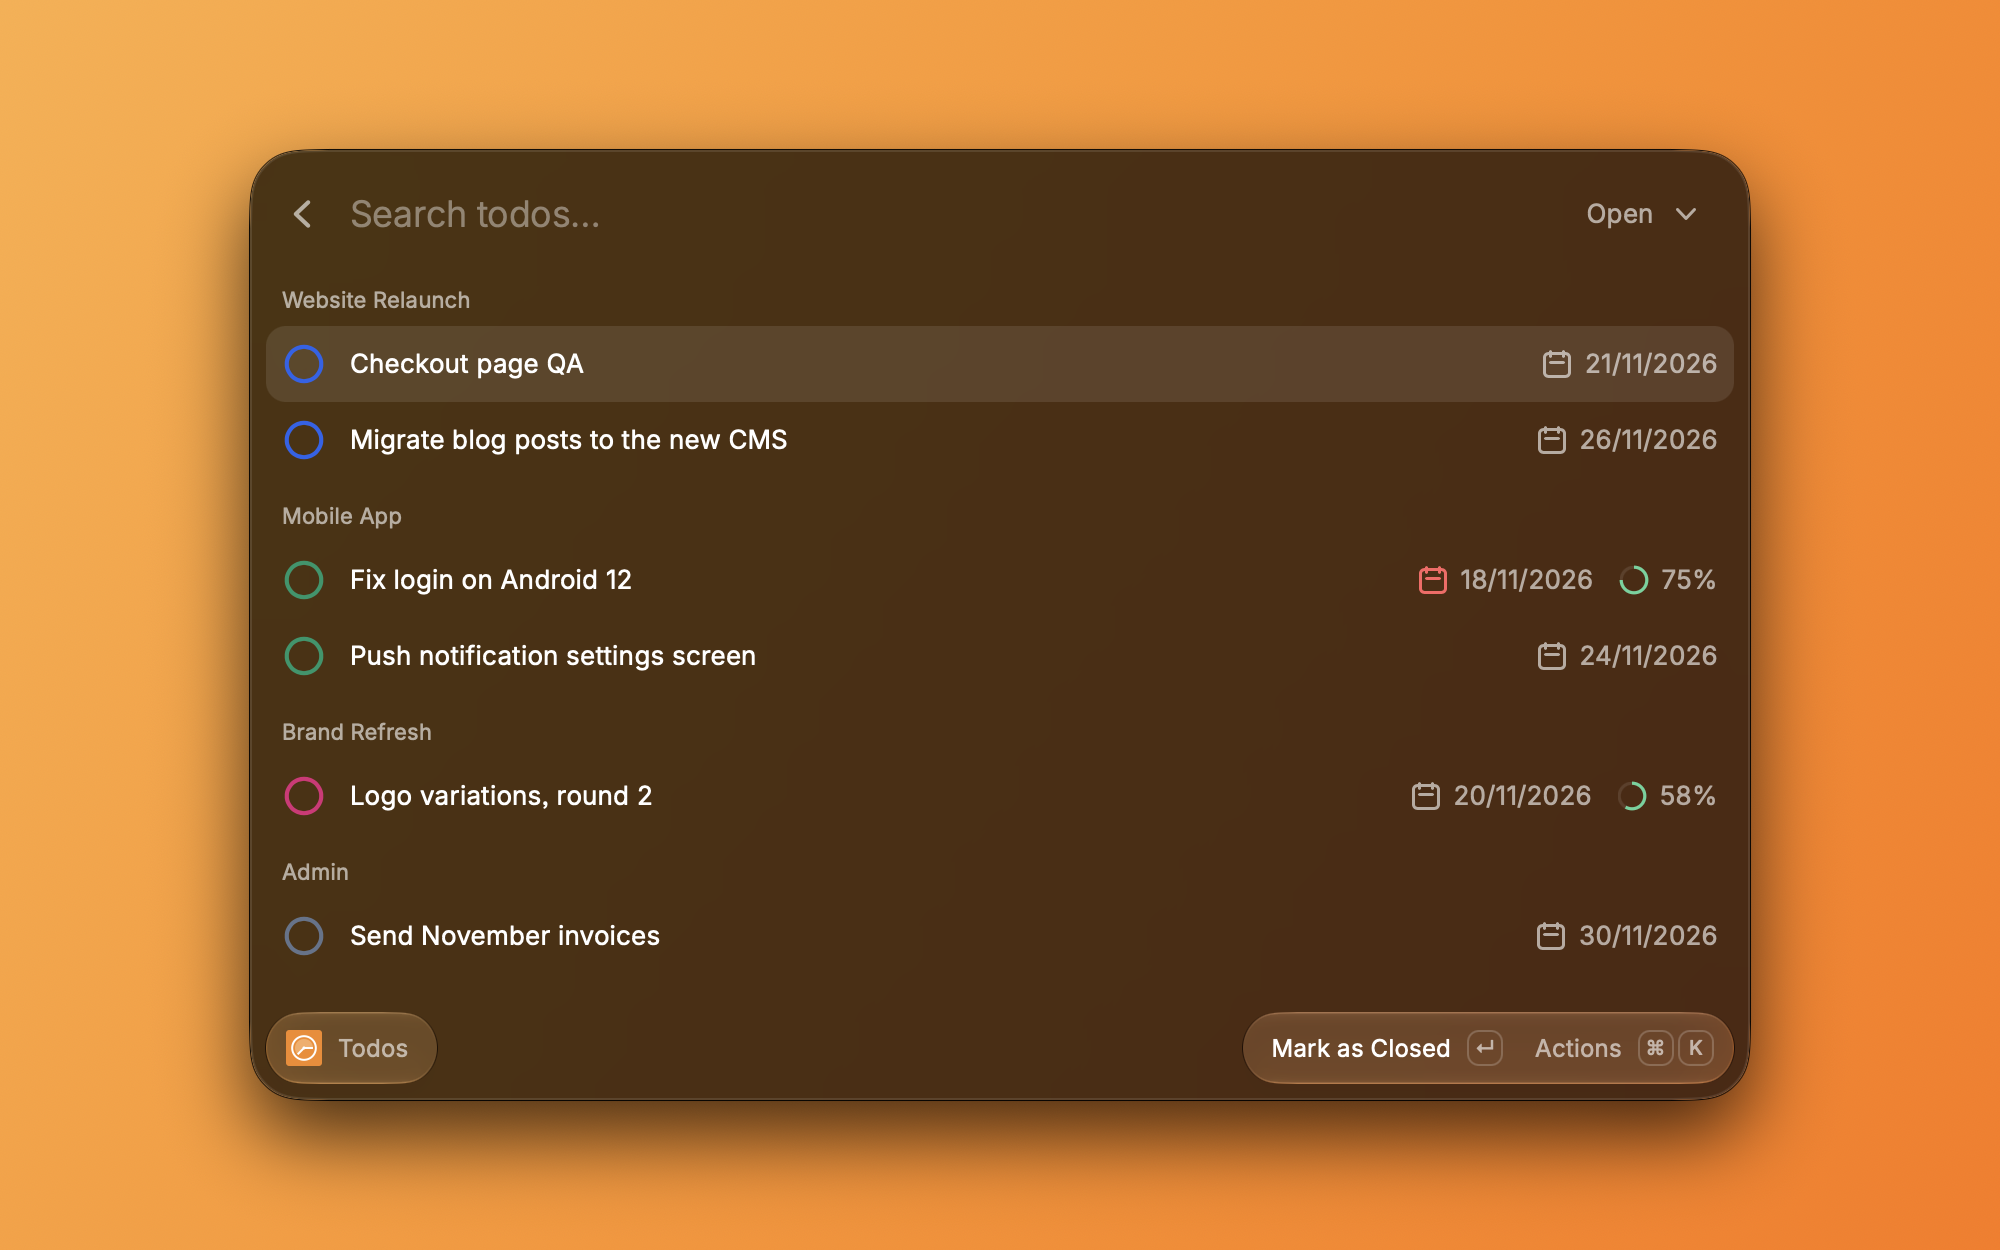 Search todos...
Open
Website Relaunch
Checkout page QA 21/11/2026
Migrate blog posts to the new CMS 26/11/2026
Mobile App
Fix login on Android 12 18/11/2026 75%
Push notification settings screen 24/11/2026
Brand Refresh
Logo variations, round 2 20/11/2026 58%
Admin
Send November invoices 30/11/2026
Todos
Mark as Closed ↵ Actions ⌘ K